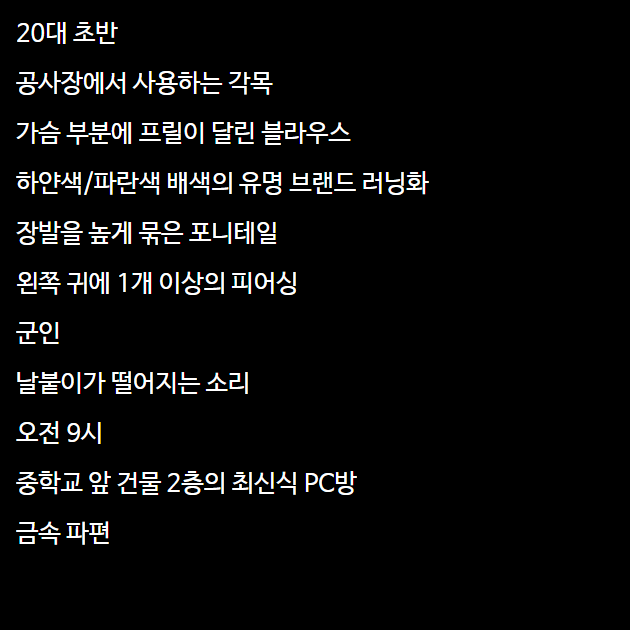 20대 초반
공사장에서 사용하는 각목
가슴 부분에 프릴이 달린 블라우스
하얀색/파란색 배색의 유명 브랜드 러닝화
장발을 높게 묶은 포니테일
왼쪽 귀에 1개 이상의 피어싱
군인
날붙이가 떨어지는 소리
오전 9시
중학교 앞 건물 2층의 최신식 PC방
금속 파편